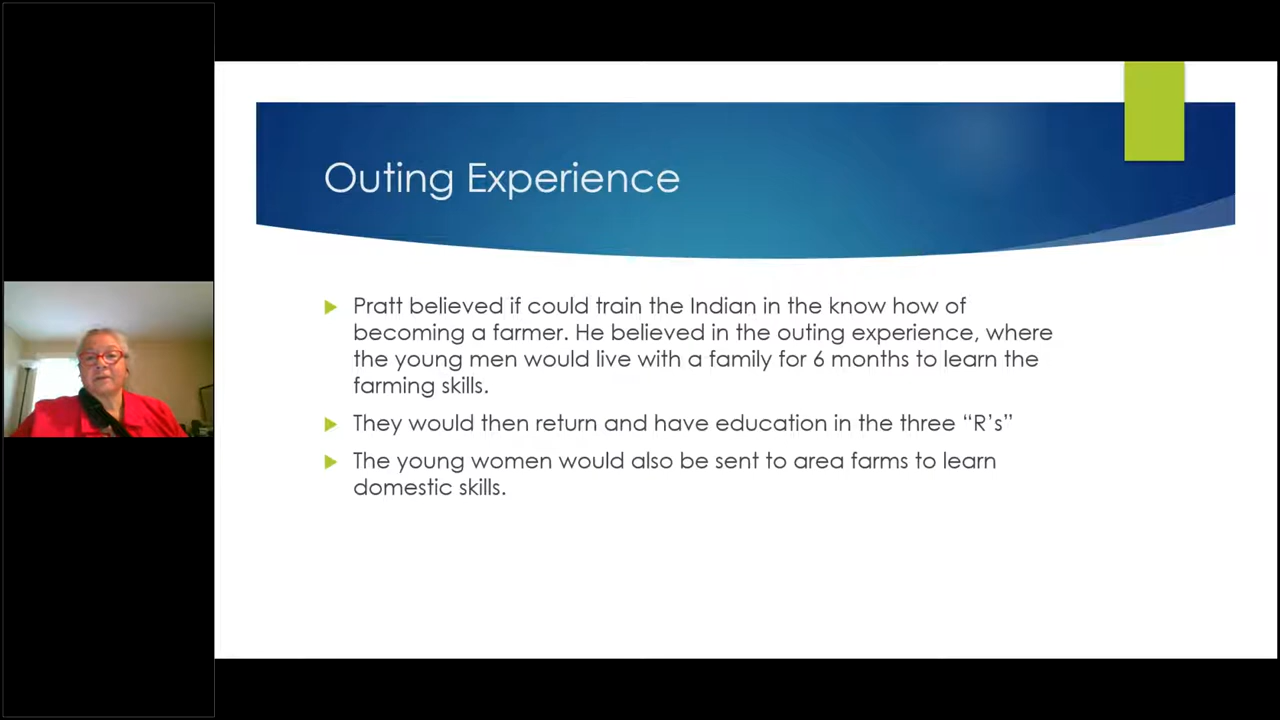 Outing Experience
Pratt believed if could train the Indian in the know how of
becoming a farmer. He believed in the outing experience, where
the young men would live with a family for 6 months to learn the
farming skills.
They would then return and have education in the three “R’s”
The young women would also be sent to area farms to learn
domestic skills.